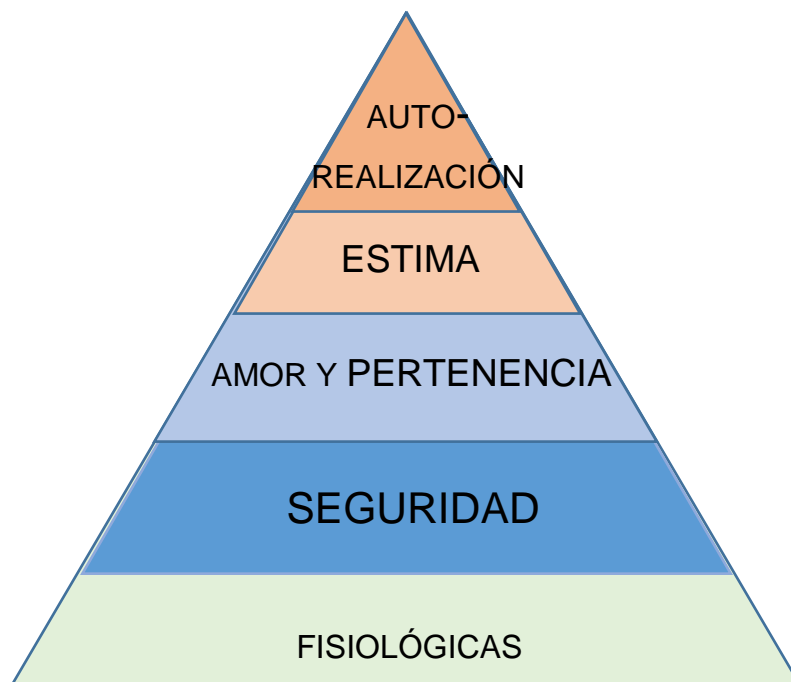 AUTO-
REALIZACIÓN
ESTIMA
AMOR Y PERTENENCIA
SEGURIDAD
FISIOLÓGICAS